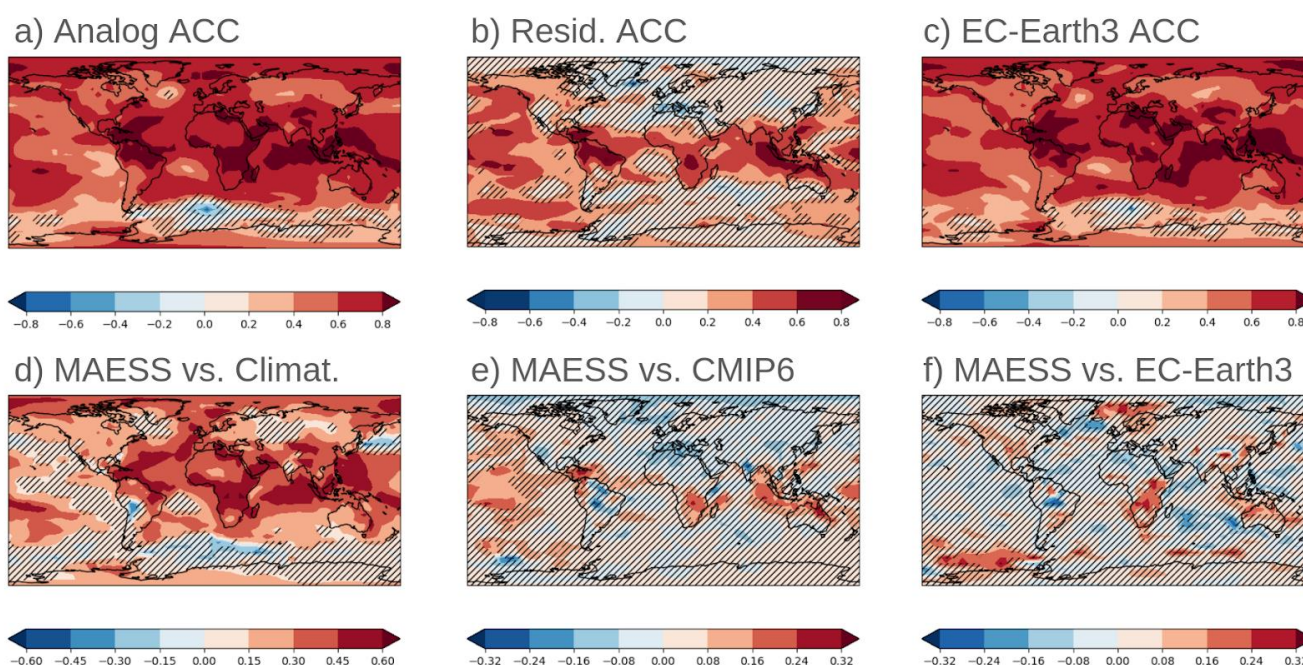 a) Analog ACC
b) Resid. ACC
c) EC-Earth3 ACC
−0.8 −0.6 −0.4 −0.2 0.0 0.2 0.4 0.6 0.8
−0.8 −0.6 −0.4 −0.2 0.0 0.2 0.4 0.6 0.8
−0.8 −0.6 −0.4 −0.2 0.0 0.2 0.4 0.6 0.8
d) MAESS vs. Climat.
e) MAESS vs. CMIP6
f) MAESS vs. EC-Earth3
−0.60 −0.45 −0.30 −0.15 0.00 0.15 0.30 0.45 0.60
−0.32 −0.24 −0.16 −0.08 0.00 0.08 0.16 0.24 0.32
−0.32 −0.24 −0.16 −0.08 0.00 0.08 0.16 0.24